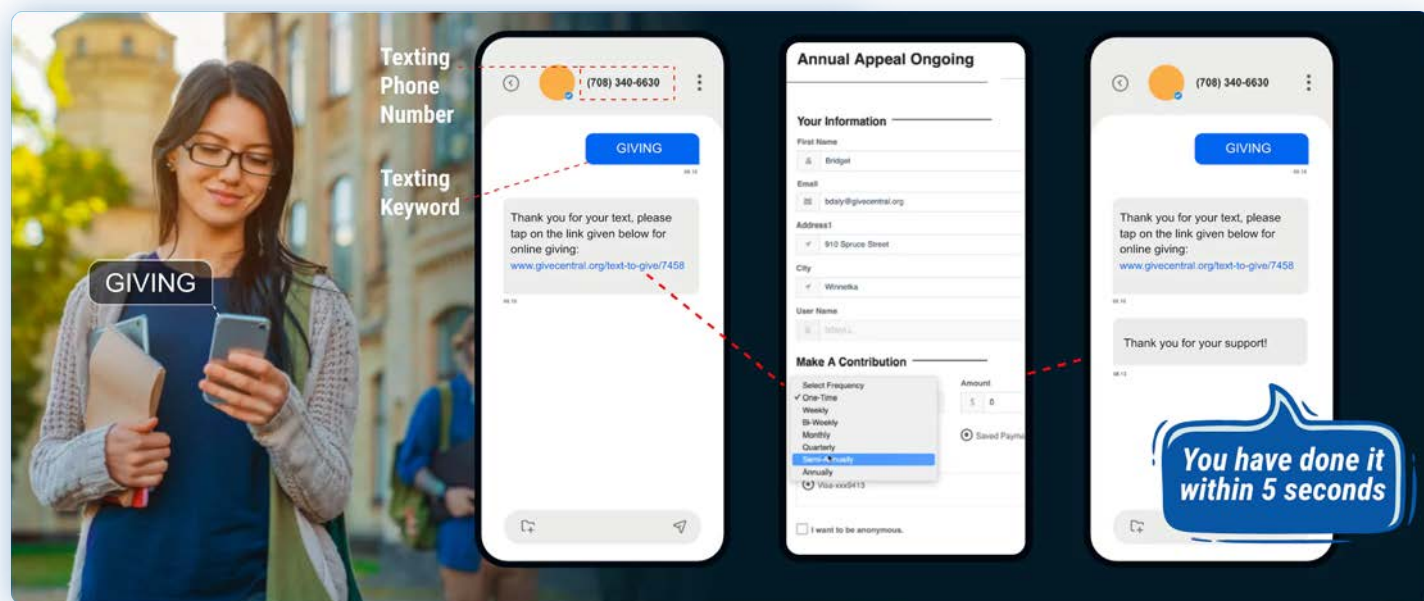 GIVING
Texting
Phone
Number
Texting
Keyword
(708) 340-6630
GIVING
Thank you for your text, please
tap on the link given below for
online giving:
www.givecentral.org/text-to-give/7458
Annual Appeal Ongoing
Your Information
First Name
Bridget
Email
bdaly@givecentral.org
Address1
910 Spruce Street
City
Winnetka
User Name
Make A Contribution
Select Frequency
✓ One-Time
Weekly
Bi-Weekly
Monthly
Quarterly
Semi-Annually
Annually
Amount
$ 0
Saved Payme
Visa-xxx9413
I want to be anonymous.
(708) 340-6630
GIVING
Thank you for your text, please
tap on the link given below for
online giving:
www.givecentral.org/text-to-give/7458
Thank you for your support!
You have done it
within 5 seconds